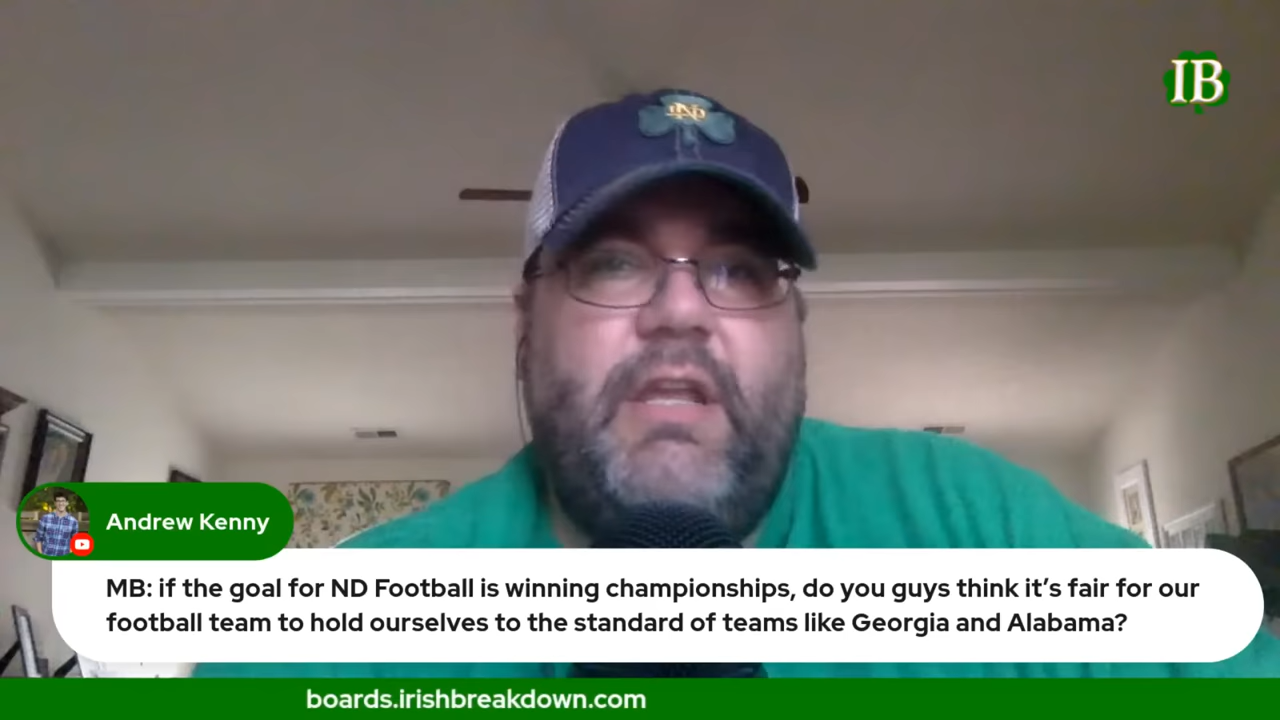 IB
ND
Andrew Kenny
MB: if the goal for ND Football is winning championships, do you guys think it’s fair for our
football team to hold ourselves to the standard of teams like Georgia and Alabama?
boards.irishbreakdown.com